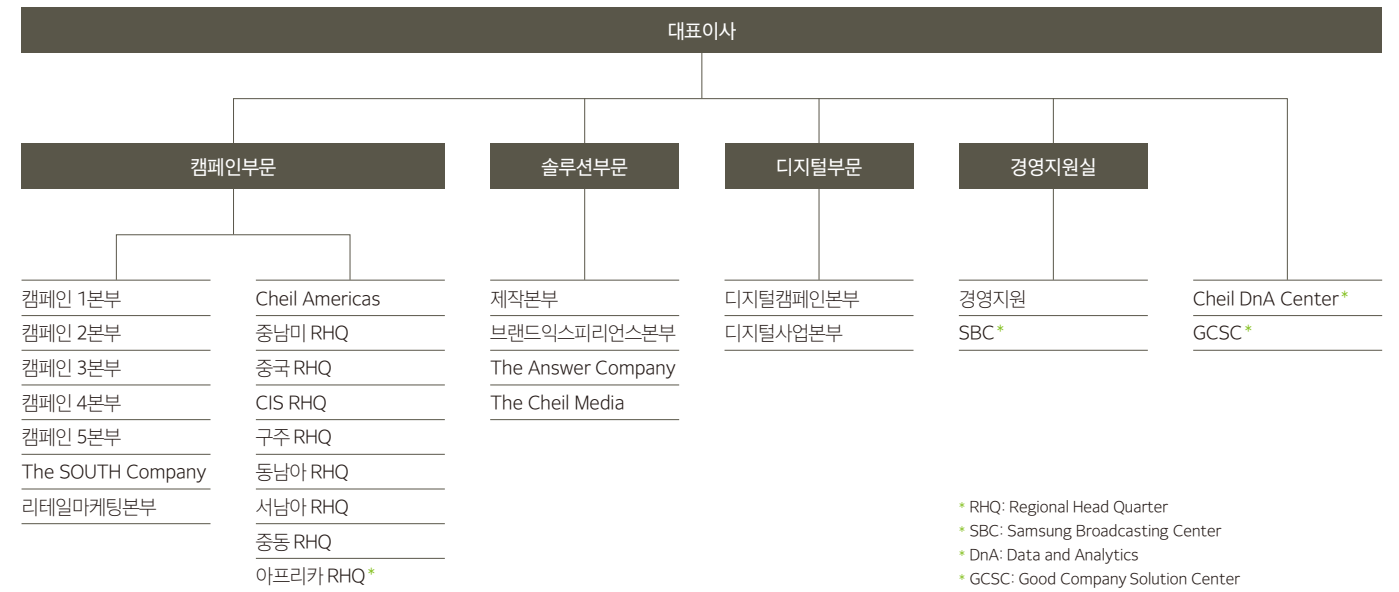 대표이사
캠페인부문
솔루션부문
디지털부문
경영지원실
캠페인 1본부
캠페인 2본부
캠페인 3본부
캠페인 4본부
캠페인 5본부
The SOUTH Company
리테일마케팅본부
Cheil Americas
중남미 RHQ
중국 RHQ
CIS RHQ
구주 RHQ
동남아 RHQ
서남아 RHQ
중동 RHQ
아프리카 RHQ*
제작본부
브랜드익스피리언스본부
The Answer Company
The Cheil Media
디지털캠페인본부
디지털사업본부
경영지원
SBC*
Cheil DnA Center*
GCSC*
* RHQ: Regional Head Quarter
* SBC: Samsung Broadcasting Center
* DnA: Data and Analytics
* GCSC: Good Company Solution Center